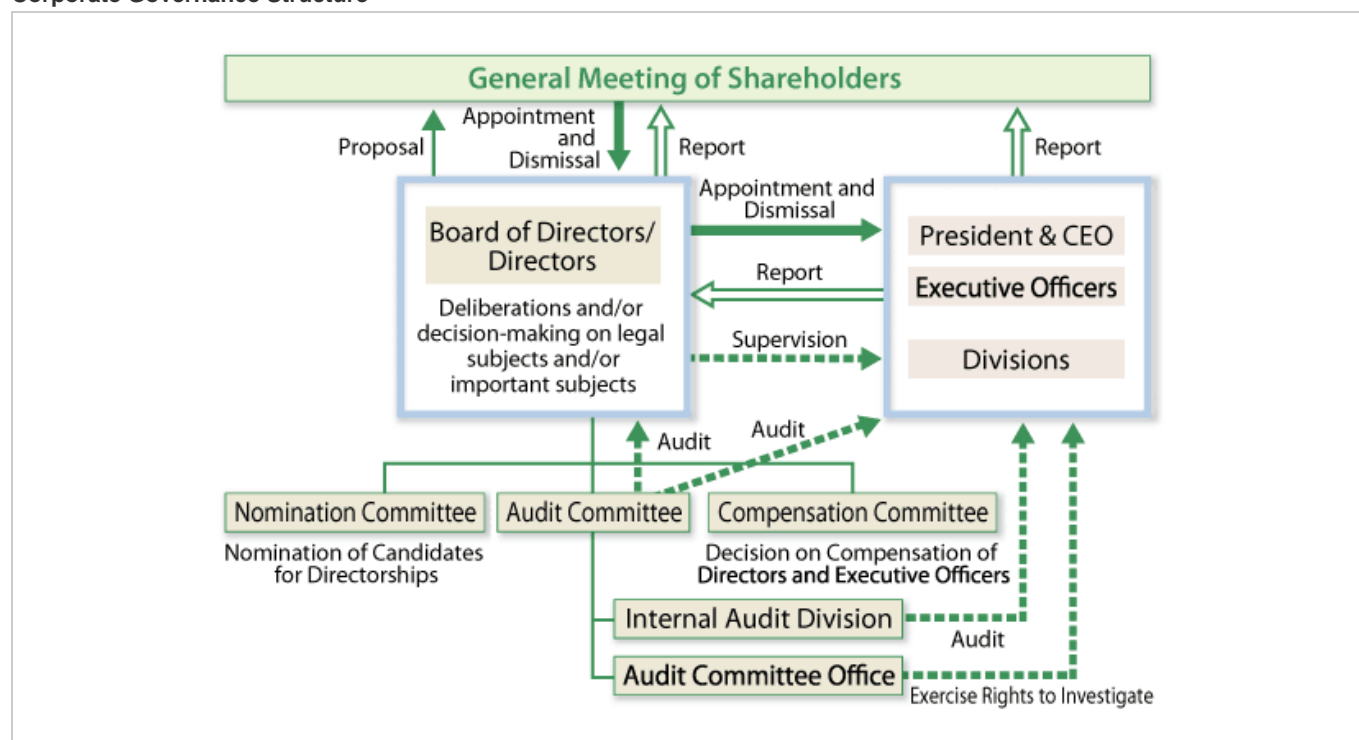 Corporate Governance Structure
General Meeting of Shareholders
Proposal
Appointment
and
Dismissal
Report
Report
Board of Directors/
Directors
Deliberations and/or
decision-making on legal
subjects and/or
important subjects
Appointment and
Dismissal
Report
Supervision
President & CEO
Executive Officers
Divisions
Audit
Audit
Nomination Committee
Audit Committee
Compensation Committee
Nomination of Candidates
for Directorships
Decision on Compensation of
Directors and Executive Officers
Internal Audit Division
Audit
Audit Committee Office
Exercise Rights to Investigate